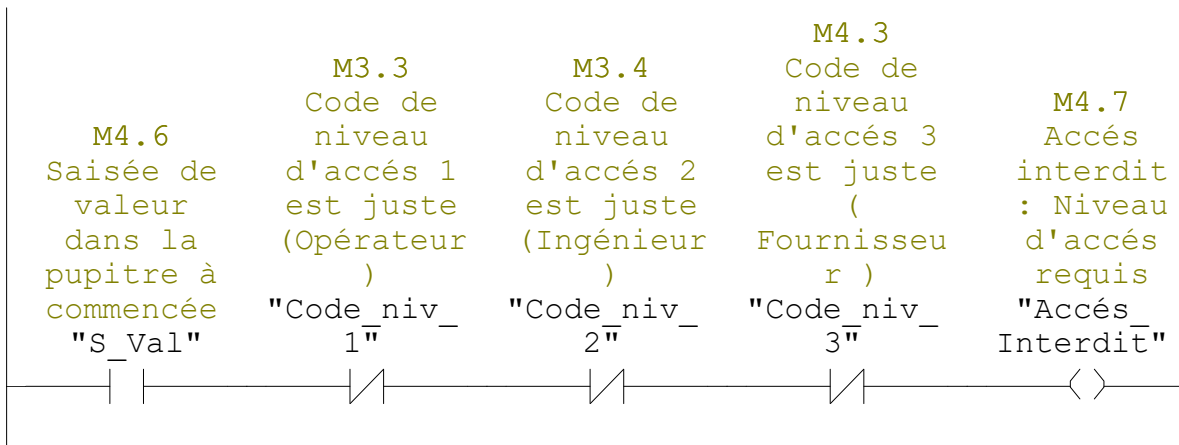 M4.6
Saisée de
valeur
dans la
pupitre à
commencée
"S_Val"
M3.3
Code de
niveau
d'accés 1
est juste
(Opérateur
)
"Code_niv_
1"
M3.4
Code de
niveau
d'accés 2
est juste
(Ingénieur
)
"Code_niv_
2"
M4.3
Code de
niveau
d'accés 3
est juste
(
Fournisseu
r )
"Code_niv_
3"
M4.7
Accés
interdit
: Niveau
d'accés
requis
"Accés_
Interdit"